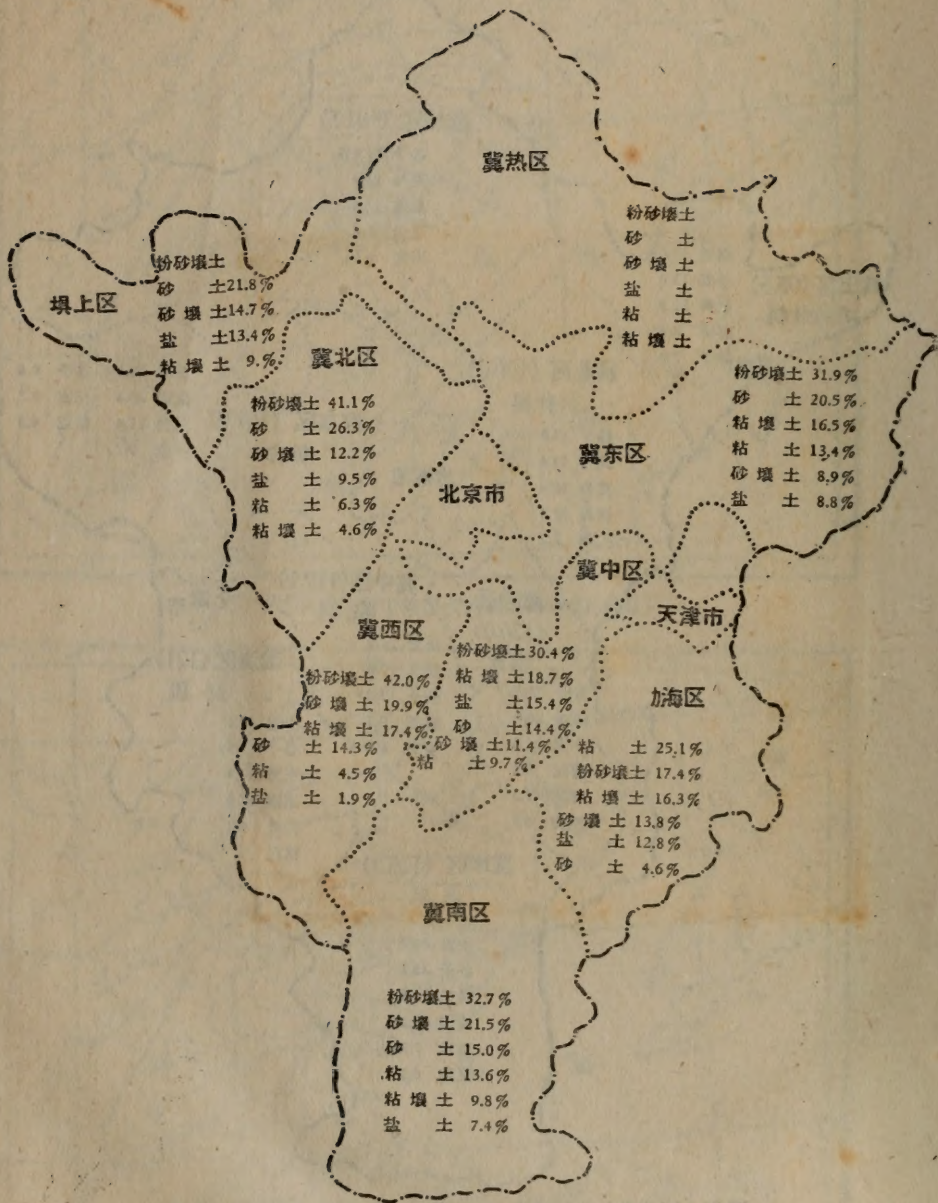 冀热区
粉砂壤土
砂 土
砂壤土
盐 土
粘 土
粘壤土
坝上区
粉砂壤土
砂 土21.8%
砂壤土14.7%
盐 土13.4%
粘壤土 9.%
冀北区
粉砂壤土 41.1%
砂 土 26.3%
砂壤土 12.2%
盐 土 9.5%
粘 土 6.3%
粘壤土 4.6%
冀东区
粉砂壤土 31.9%
砂 土 20.5%
粘壤土 16.5%
粘 土 13.4%
砂壤土 8.9%
盐 土 8.8%
北京市
冀中区
粉砂壤土30.4%
粘壤土18.7%
盐 土15.4%
砂 土14.4%
砂壤土11.4%
粘 土9.7%
天津市
冀西区
粉砂壤土 42.0%
砂壤土 19.9%
粘壤土 17.4%
砂 土 14.3%
粘 土 4.5%
盐 土 1.9%
海区
粘 土 25.1%
粉砂壤土 17.4%
粘壤土 16.3%
砂壤土 13.8%
盐 土 12.8%
砂 土 4.6%
冀南区
粉砂壤土 32.7%
砂壤土 21.5%
砂 土 15.0%
粘 土 13.6%
粘壤土 9.8%
盐 土 7.4%